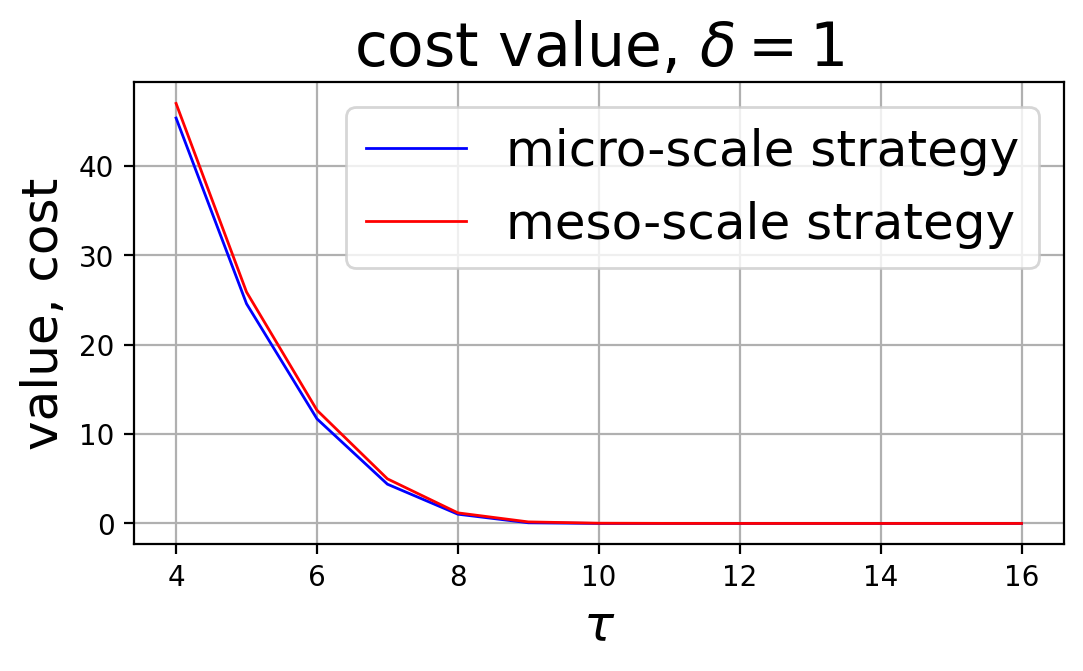 cost value, δ = 1
value, cost
40
30
20
10
0
micro-scale strategy
meso-scale strategy
4 6 8 10 12 14 16
τ